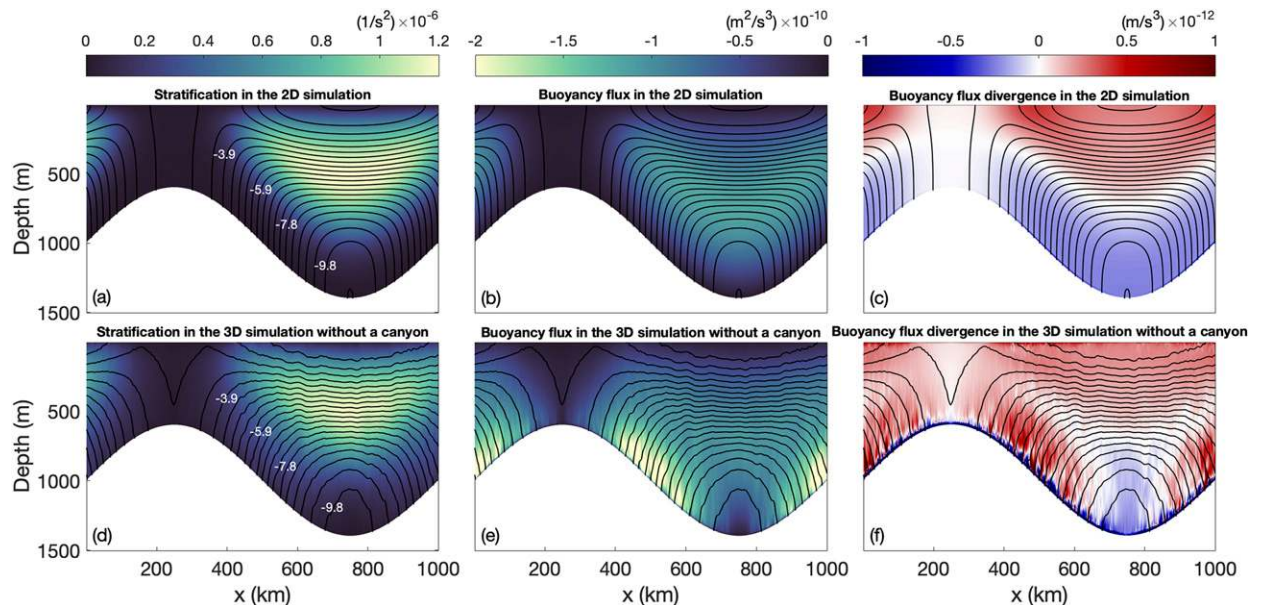 (1/s²) ×10⁻⁶
0 0.2 0.4 0.6 0.8 1 1.2
(m²/s³) ×10⁻¹⁰
-2 -1.5 -1 -0.5 0
(m/s³) ×10⁻¹²
-1 -0.5 0 0.5 1
Stratification in the 2D simulation
Buoyancy flux in the 2D simulation
Buoyancy flux divergence in the 2D simulation
Depth (m)
500
1000
1500
-3.9
-5.9
-7.8
-9.8
(a)
(b)
(c)
Stratification in the 3D simulation without a canyon
Buoyancy flux in the 3D simulation without a canyon
Buoyancy flux divergence in the 3D simulation without a canyon
Depth (m)
500
1000
1500
-3.9
-5.9
-7.8
-9.8
(d)
(e)
(f)
200 400 600 800 1000
200 400 600 800 1000
200 400 600 800 1000
x (km)
x (km)
x (km)